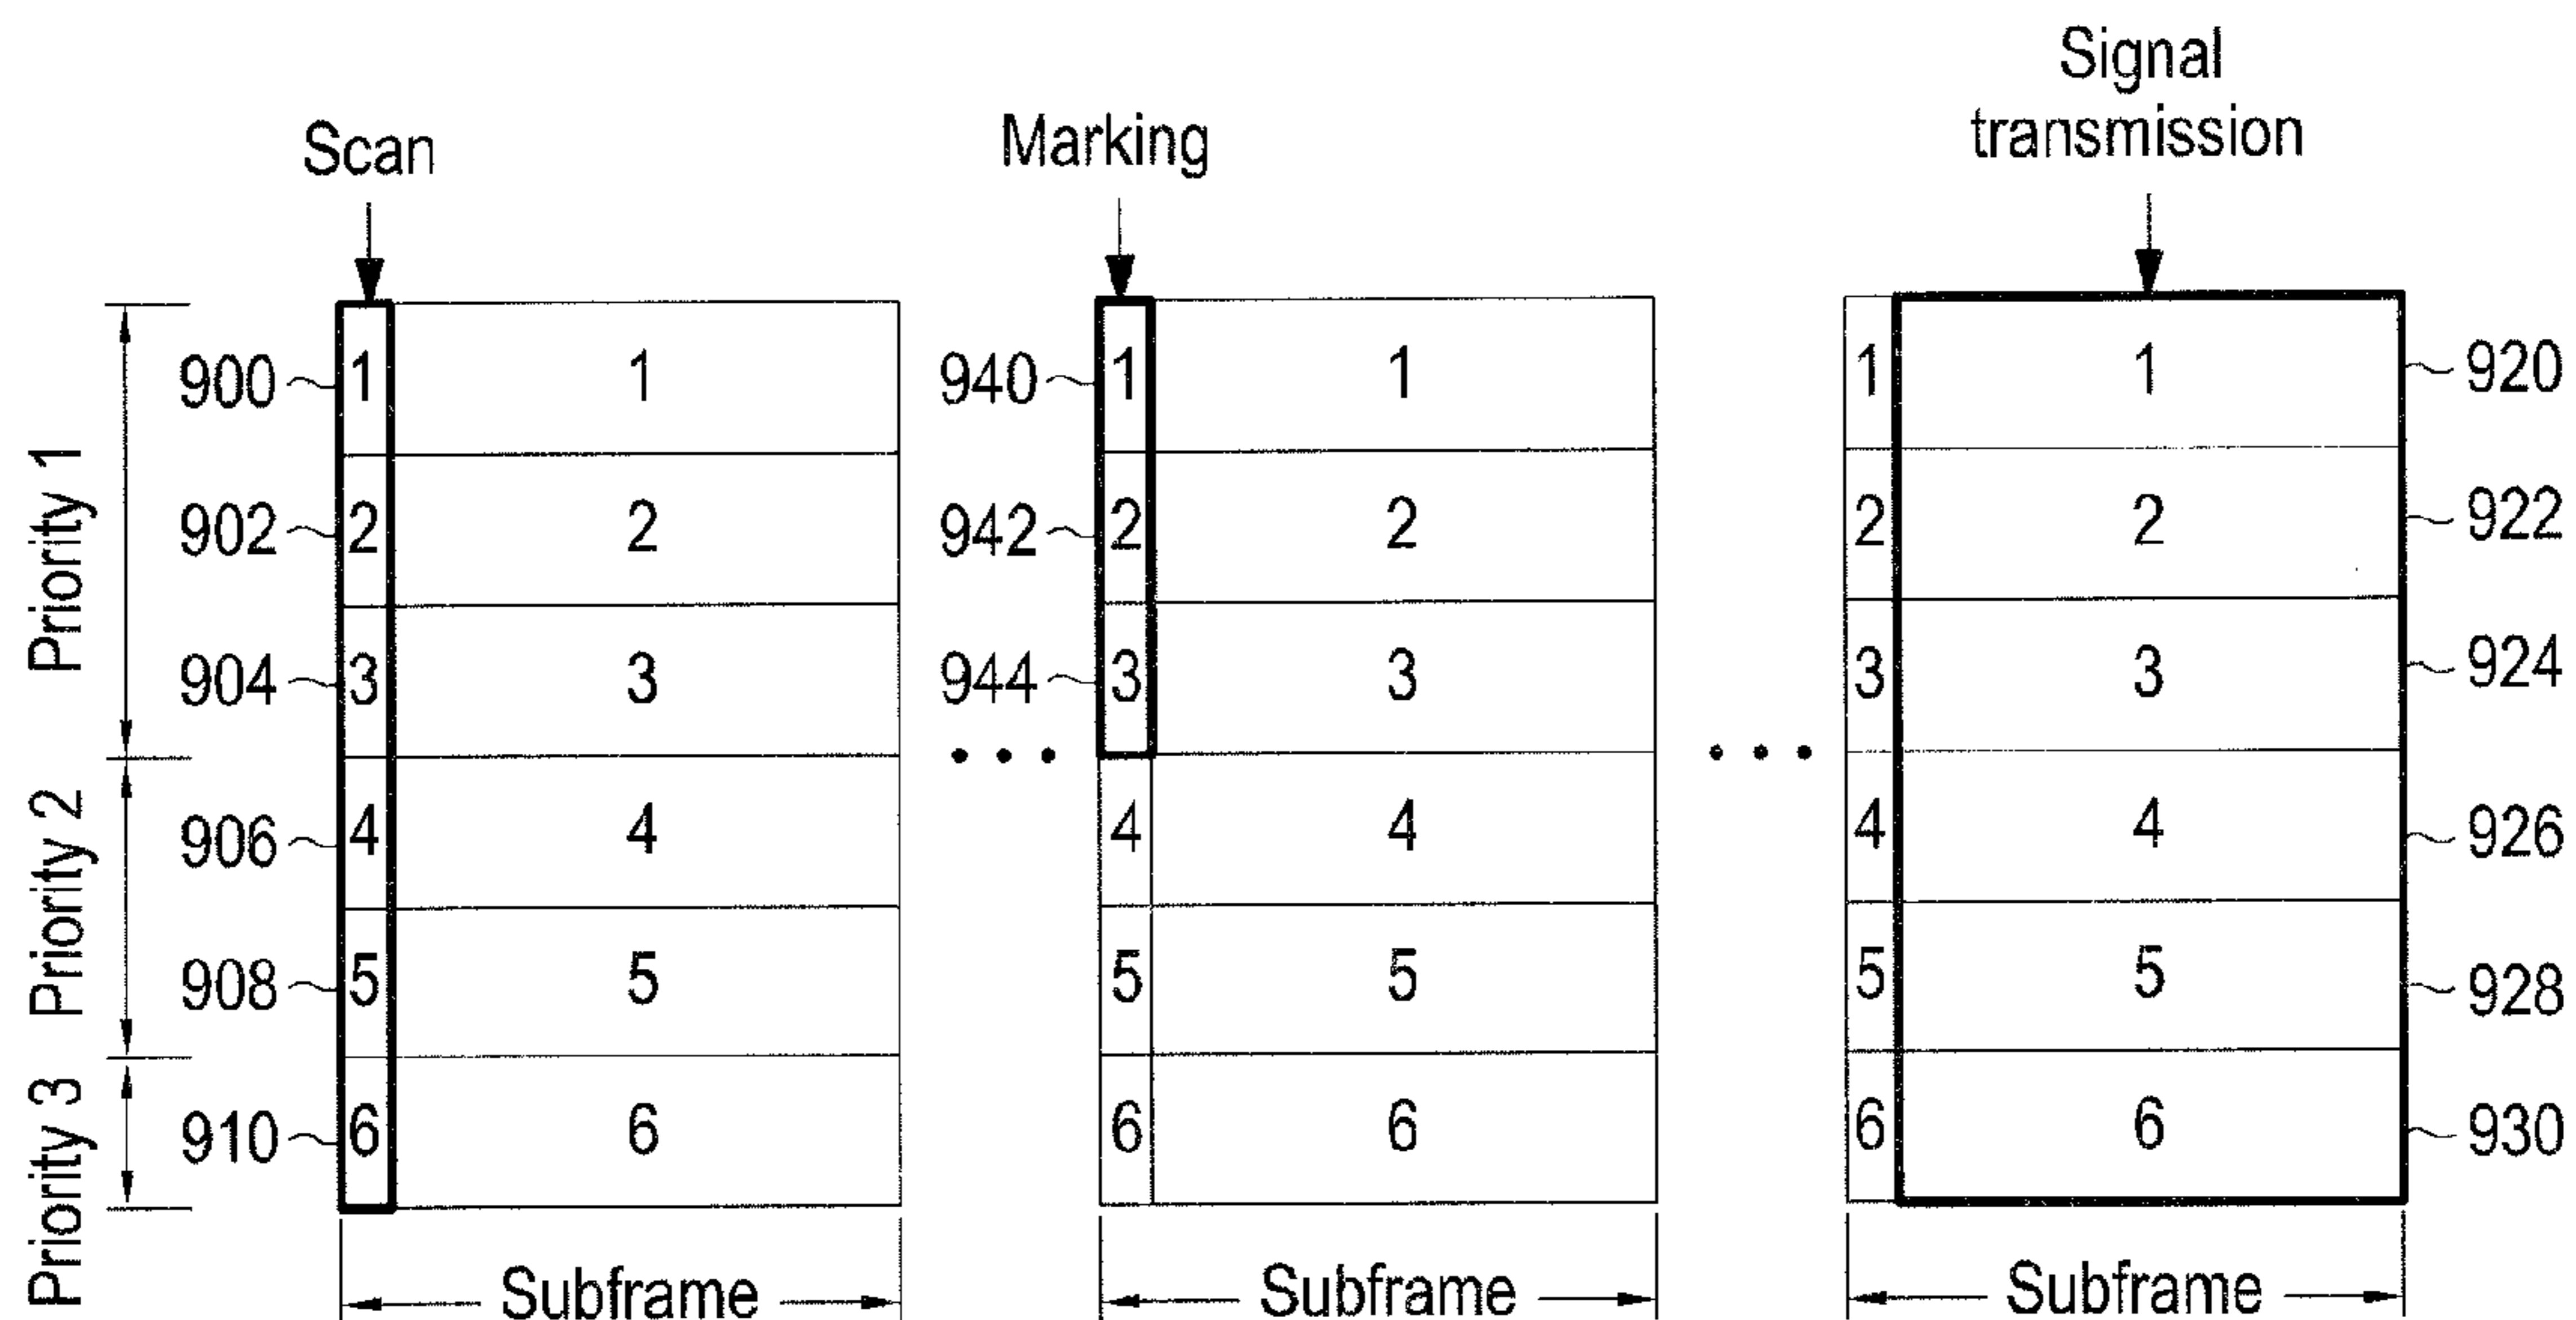 Signal
transmission
Scan
Marking
Priority 1
Priority 2
Priority 3
900 1 1
902 2 2
904 3 3
906 4 4
908 5 5
910 6 6
940 1 1
942 2 2
944 3 3
4 4
5 5
6 6
1 1 920
2 2 922
3 3 924
4 4 926
5 5 928
6 6 930
• • •
• • •
Subframe
Subframe
Subframe